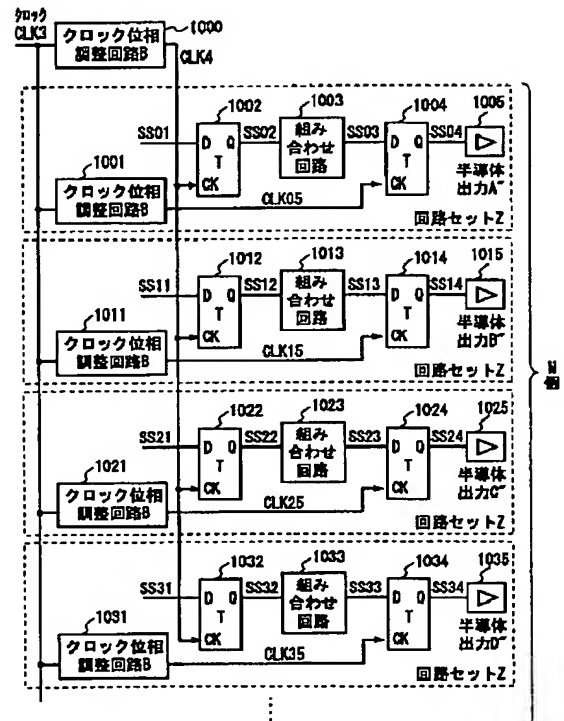 クロック
CLK3
クロック位相
調整回路B
1000
CLK4
1002
1003
1004
1005
SS01
D Q
T
CK
SS02
組み
合わせ
回路
SS03
D Q
T
CK
SS04
半導体
出力A″
1001
クロック位相
調整回路B
CLK05
回路セットZ
1012
1013
1014
1015
SS11
D Q
T
CK
SS12
組み
合わせ
回路
SS13
D Q
T
CK
SS14
半導体
出力B″
1011
クロック位相
調整回路B
CLK15
回路セットZ
1022
1023
1024
1025
SS21
D Q
T
CK
SS22
組み
合わせ
回路
SS23
D Q
T
CK
SS24
半導体
出力C″
1021
クロック位相
調整回路B
CLK25
回路セットZ
1032
1033
1034
1035
SS31
D Q
T
CK
SS32
組み
合わせ
回路
SS33
D Q
T
CK
SS34
半導体
出力D″
1031
クロック位相
調整回路B
CLK35
回路セットZ
個